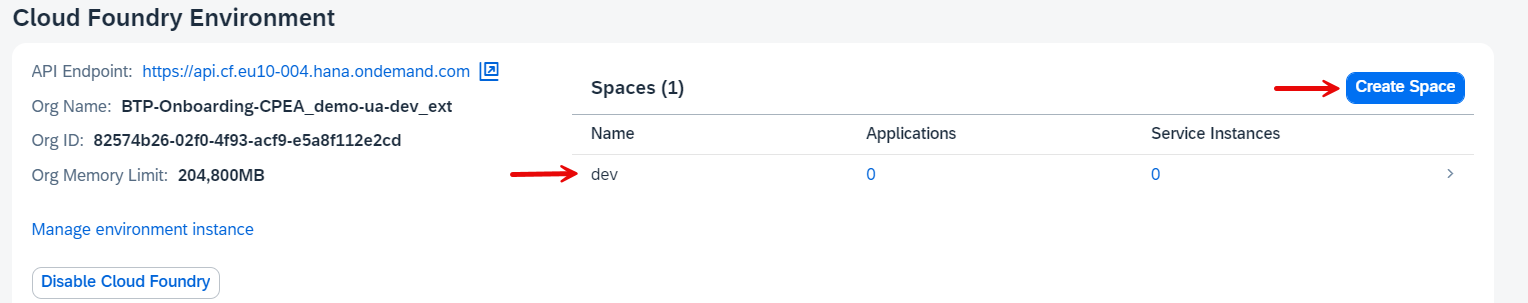 Cloud Foundry Environment
API Endpoint: https://api.cf.eu10-004.hana.ondemand.com
Org Name: BTP-Onboarding-CPEA_demo-ua-dev_ext
Org ID: 82574b26-02f0-4f93-acf9-e5a8f112e2cd
Org Memory Limit: 204,800MB
Manage environment instance
Disable Cloud Foundry
Spaces (1)
Create Space
Name Applications Service Instances
dev 0 0